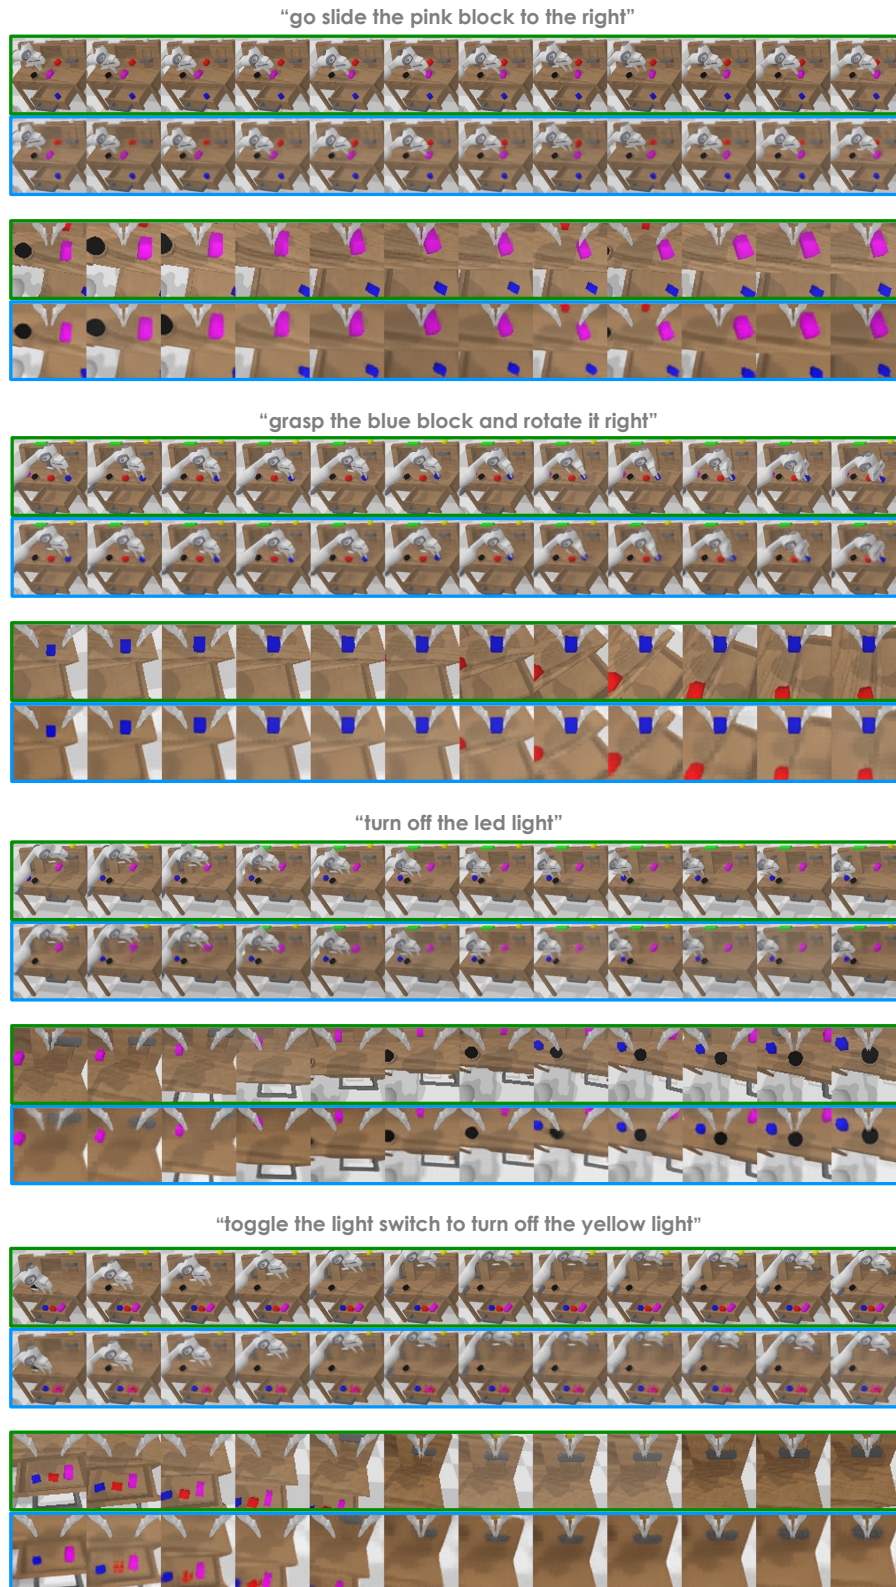 “go slide the pink block to the right”
“grasp the blue block and rotate it right”
“turn off the led light”
“toggle the light switch to turn off the yellow light”